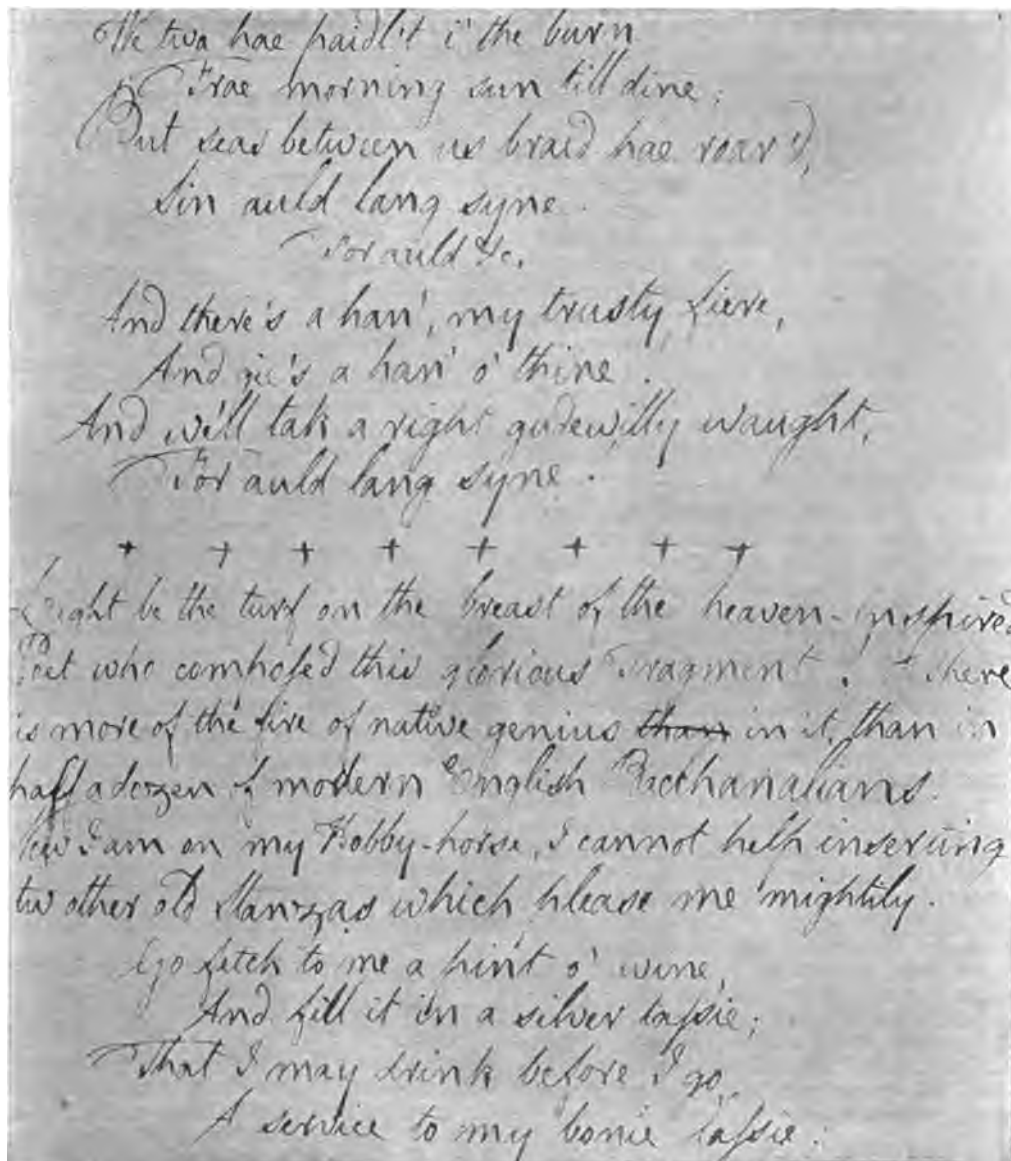 We twa hae paidl't i' the burn
Frae morning sun till dine;
But seas between us braid hae roar'd,
Sin auld lang syne.
For auld &c.
And there's a han', my trusty fiere,
And gie's a han' o' thine.
And we'll tak a right gudewilly waught,
For auld lang syne.
+ + + + + + + +
Light be the turf on the breast of the heaven-inspired
Poet who composed this glorious Fragment! There
is more of the fire of native genius than in it, than in
half a dozen of modern English Bacchanalians.
Now I am on my Hobby-horse, I cannot help inserting
two other old Stanzas which please me mightily.
Go fetch to me a pint o' wine,
And fill it in a silver tassie;
That I may drink before I go,
A service to my bonie lassie: